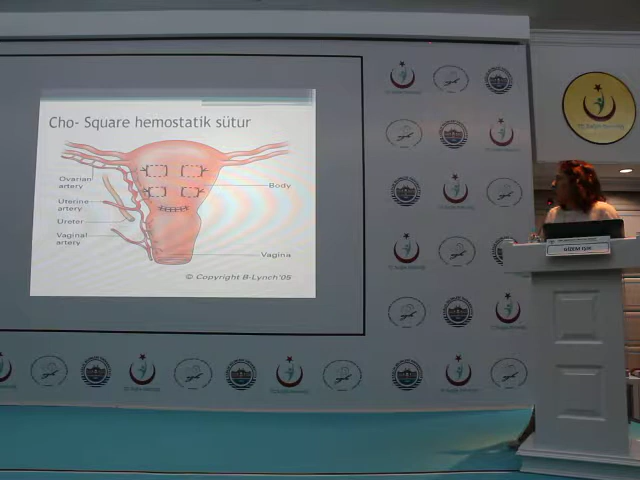 Cho- Square hemostatik sütur
Ovarian
artery
Uterine
artery
Ureter
Vaginal
artery
Body
Vagina
© Copyright B-Lynch'05